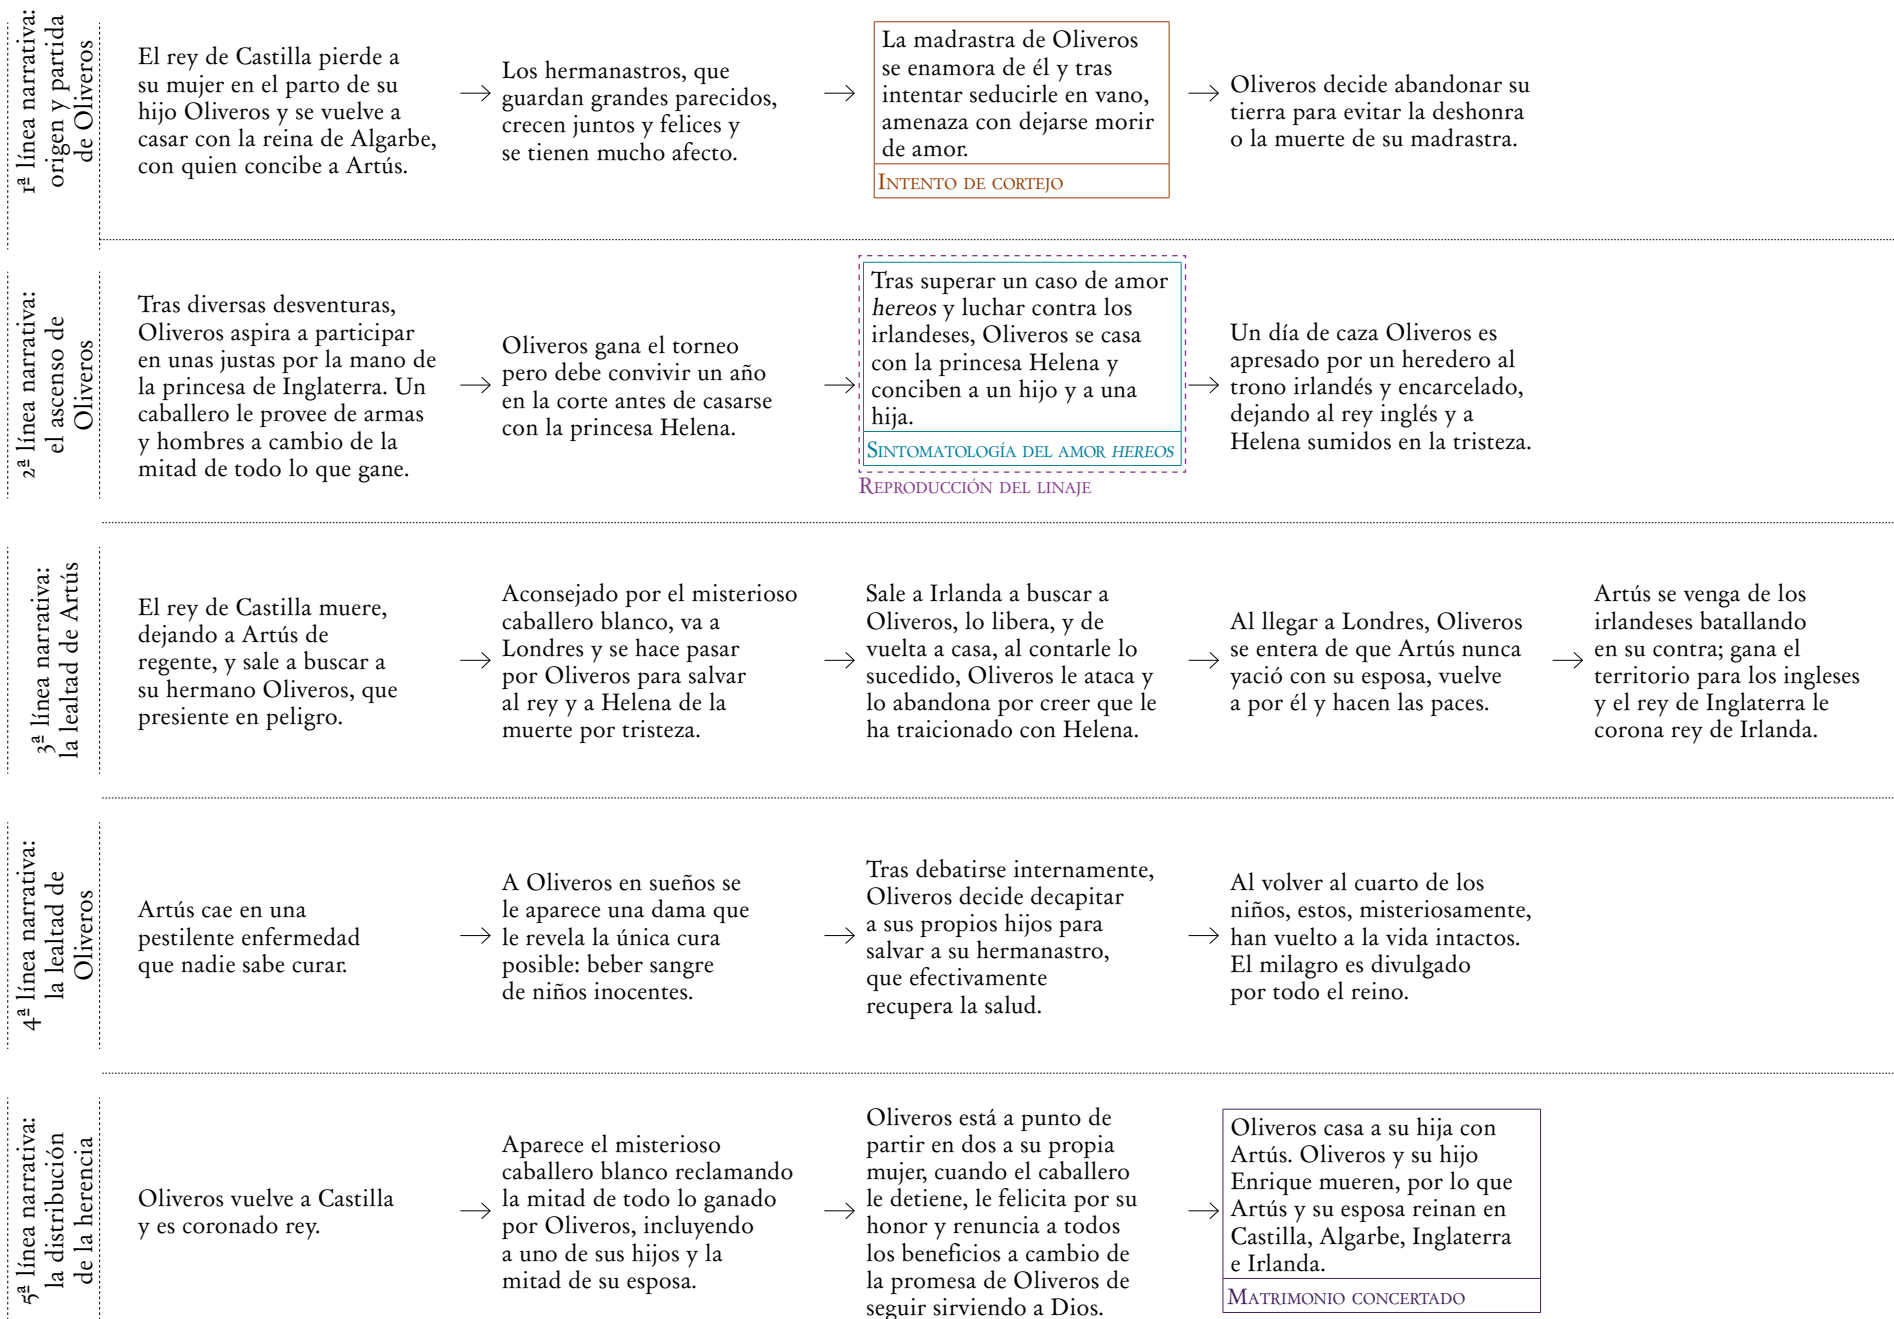 1ª línea narrativa:
origen y partida
de Oliveros
El rey de Castilla pierde a
su mujer en el parto de su
hijo Oliveros y se vuelve a
casar con la reina de Algarbe,
con quien concibe a Artús.
Los hermanastros, que
guardan grandes parecidos,
crecen juntos y felices y
se tienen mucho afecto.
La madrastra de Oliveros
se enamora de él y tras
intentar seducirle en vano,
amenaza con dejarse morir
de amor.
Intento de cortejo
Oliveros decide abandonar su
tierra para evitar la deshonra
o la muerte de su madrastra.
2ª línea narrativa:
el ascenso de
Oliveros
Tras diversas desventuras,
Oliveros aspira a participar
en unas justas por la mano de
la princesa de Inglaterra. Un
caballero le provee de armas
y hombres a cambio de la
mitad de todo lo que gane.
Oliveros gana el torneo
pero debe convivir un año
en la corte antes de casarse
con la princesa Helena.
Tras superar un caso de amor
hereos y luchar contra los
irlandeses, Oliveros se casa
con la princesa Helena y
conciben a un hijo y a una
hija.
Sintomatología del amor hereos
Reproducción del linaje
Un día de caza Oliveros es
apresado por un heredero al
trono irlandés y encarcelado,
dejando al rey inglés y a
Helena sumidos en la tristeza.
3ª línea narrativa:
la lealtad de Artús
El rey de Castilla muere,
dejando a Artús de
regente, y sale a buscar a
su hermano Oliveros, que
presiente en peligro.
Aconsejado por el misterioso
caballero blanco, va a
Londres y se hace pasar
por Oliveros para salvar
al rey y a Helena de la
muerte por tristeza.
Sale a Irlanda a buscar a
Oliveros, lo libera, y de
vuelta a casa, al contarle lo
sucedido, Oliveros le ataca y
lo abandona por creer que le
ha traicionado con Helena.
Al llegar a Londres, Oliveros
se entera de que Artús nunca
yació con su esposa, vuelve
a por él y hacen las paces.
Artús se venga de los
irlandeses batallando
en su contra; gana el
territorio para los ingleses
y el rey de Inglaterra le
corona rey de Irlanda.
4ª línea narrativa:
la lealtad de
Oliveros
Artús cae en una
pestilente enfermedad
que nadie sabe curar.
A Oliveros en sueños se
le aparece una dama que
le revela la única cura
posible: beber sangre
de niños inocentes.
Tras debatirse internamente,
Oliveros decide decapitar
a sus propios hijos para
salvar a su hermanastro,
que efectivamente
recupera la salud.
Al volver al cuarto de los
niños, estos, misteriosamente,
han vuelto a la vida intactos.
El milagro es divulgado
por todo el reino.
5ª línea narrativa:
la distribución
de la herencia
Oliveros vuelve a Castilla
y es coronado rey.
Aparece el misterioso
caballero blanco reclamando
la mitad de todo lo ganado
por Oliveros, incluyendo
a uno de sus hijos y la
mitad de su esposa.
Oliveros está a punto de
partir en dos a su propia
mujer, cuando el caballero
le detiene, le felicita por su
honor y renuncia a todos
los beneficios a cambio de
la promesa de Oliveros de
seguir sirviendo a Dios.
Oliveros casa a su hija con
Artús. Oliveros y su hijo
Enrique mueren, por lo que
Artús y su esposa reinan en
Castilla, Algarbe, Inglaterra
e Irlanda.
Matrimonio concertado